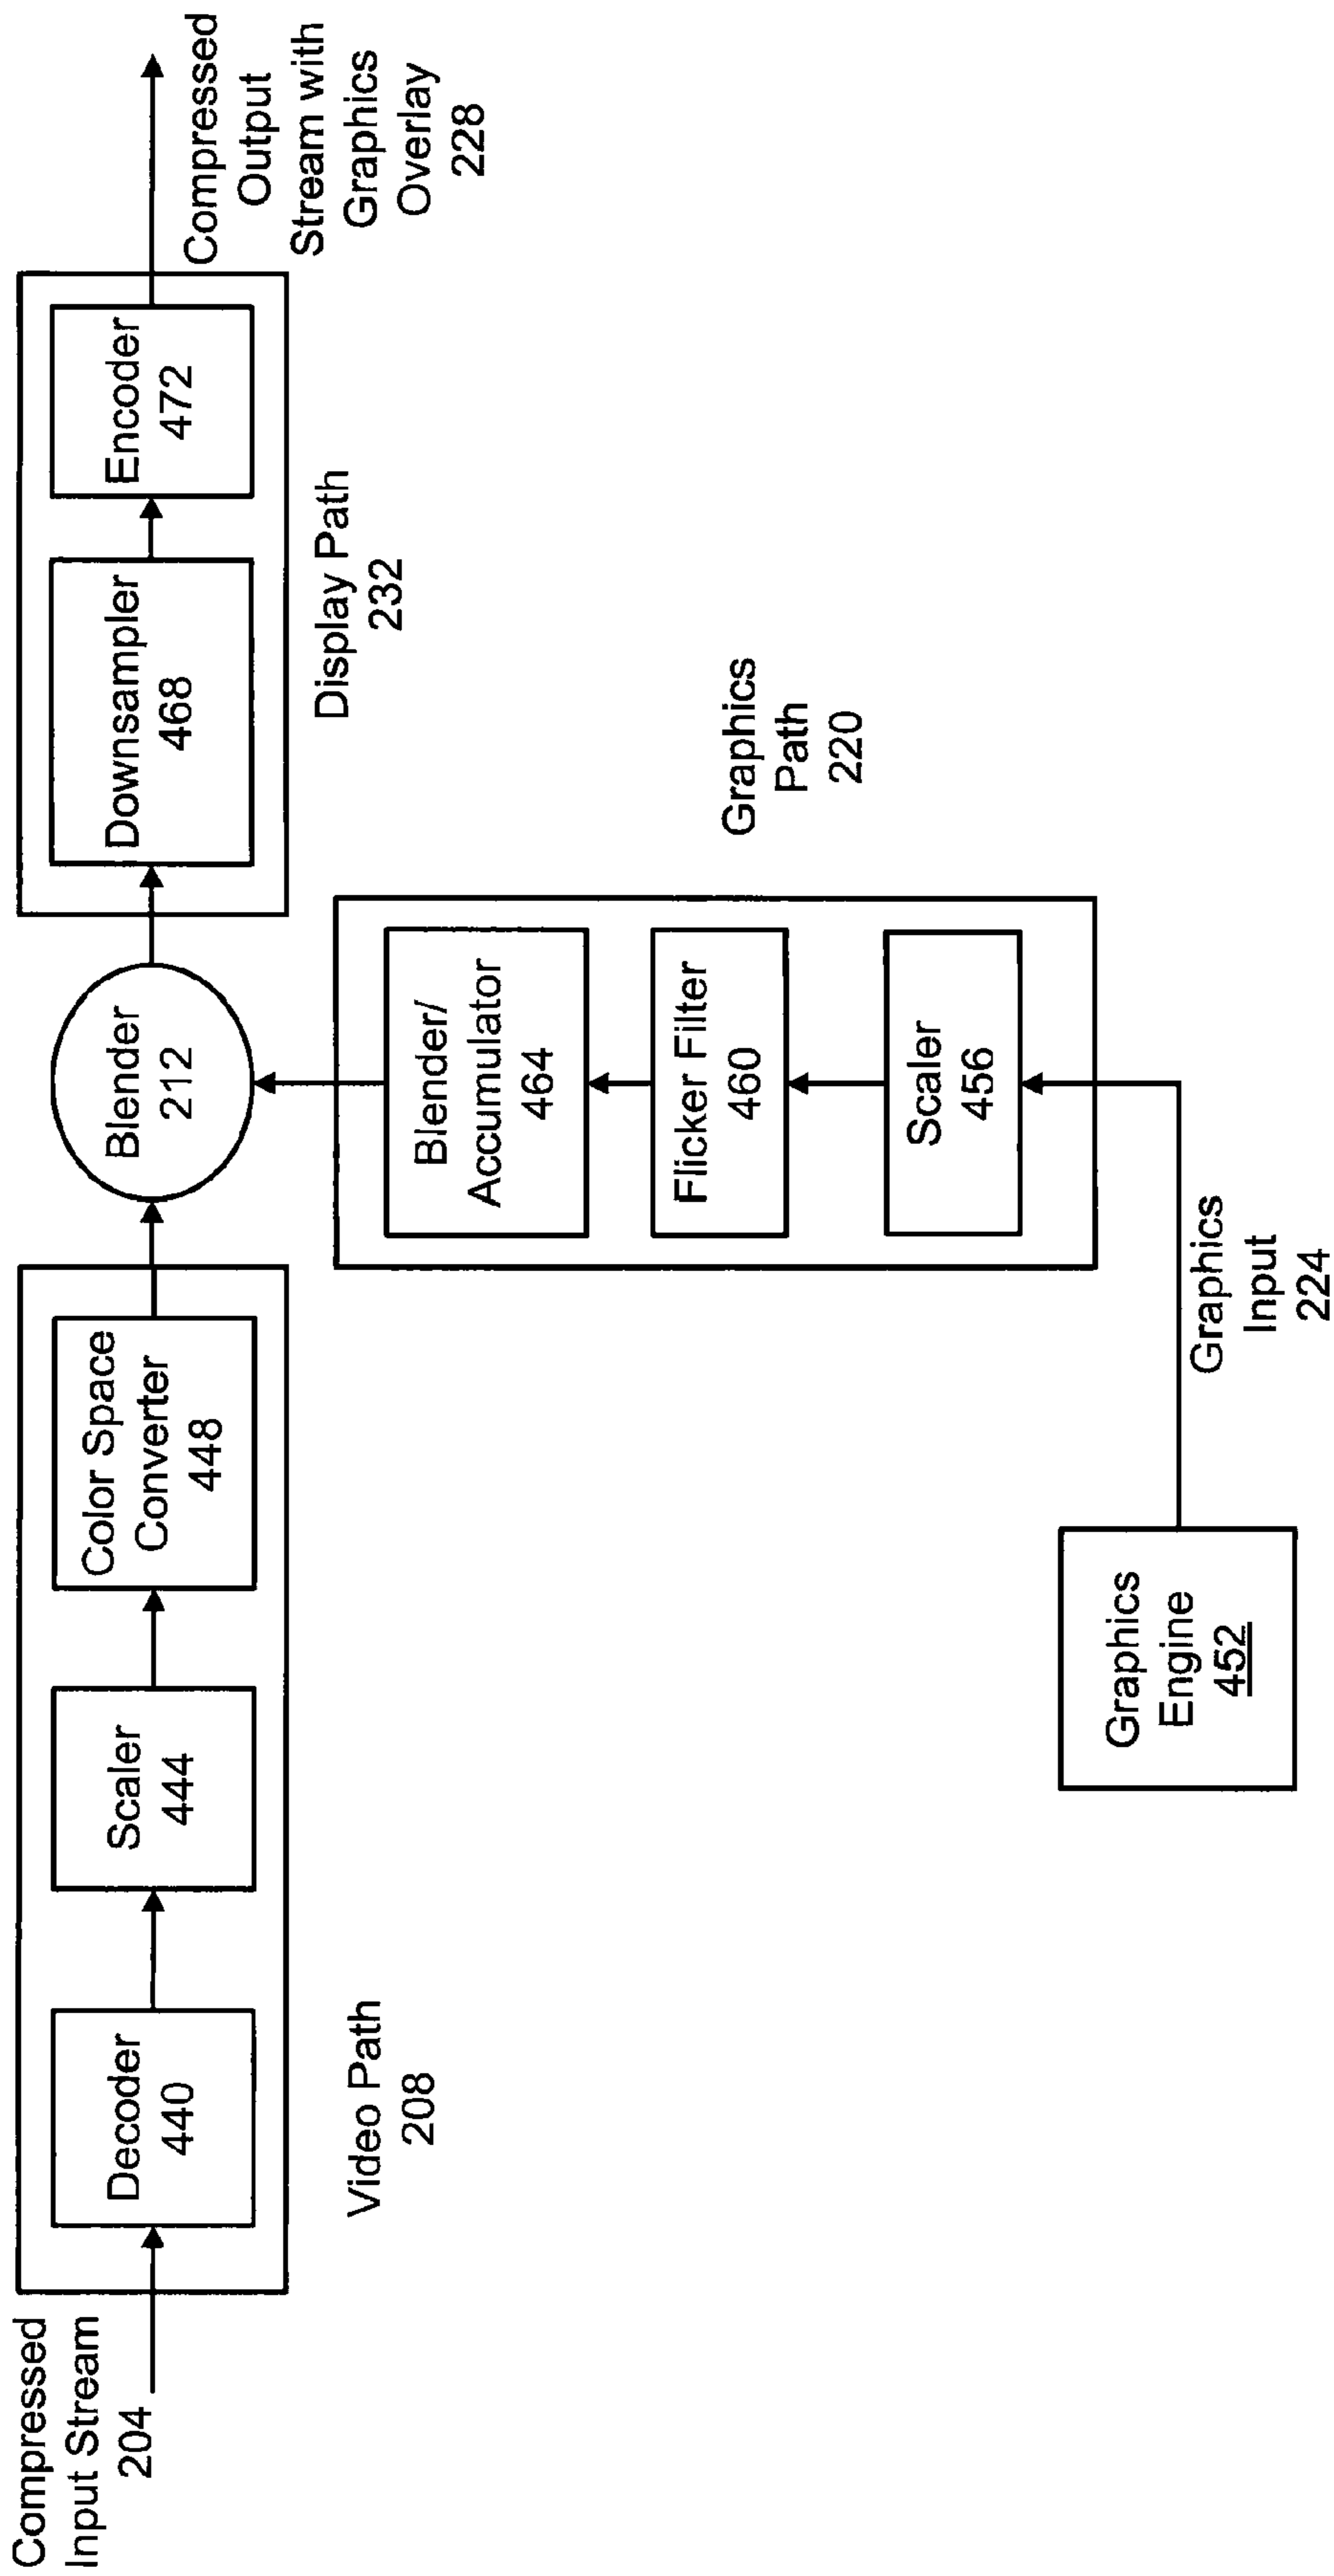 Compressed
Input Stream
204
Decoder
440
Scaler
444
Color Space
Converter
448
Video Path
208
Blender
212
Downsampler
468
Encoder
472
Display Path
232
Compressed
Output
Stream with
Graphics
Overlay
228
Blender/
Accumulator
464
Flicker Filter
460
Scaler
456
Graphics
Path
220
Graphics
Engine
452
Graphics
Input
224